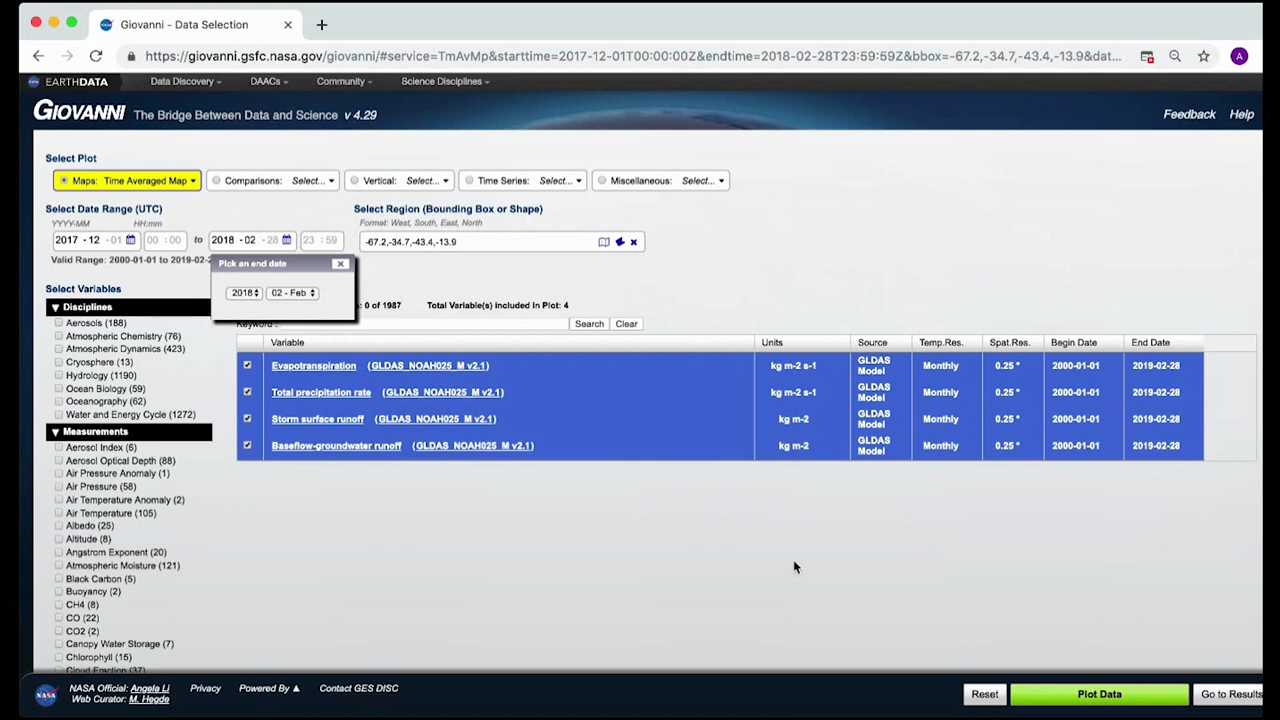 Giovanni - Data Selection
https://giovanni.gsfc.nasa.gov/giovanni/#service=TmAvMp&starttime=2017-12-01T00:00:00Z&endtime=2018-02-28T23:59:59Z&bbox=-67.2,-34.7,-43.4,-13.9&dat... A
EARTHDATA Data Discovery DAACs Community Science Disciplines
GIOVANNI The Bridge Between Data and Science v 4.29 Feedback Help
Select Plot
Maps: Time Averaged Map Comparisons: Select... Vertical: Select... Time Series: Select... Miscellaneous: Select...
Select Date Range (UTC) Select Region (Bounding Box or Shape)
YYYY-MM HH:mm Format: West, South, East, North
2017 - 12 - 01 00 : 00 to 2018 - 02 - 28 23 : 59 -67.2,-34.7,-43.4,-13.9
Valid Range: 2000-01-01 to 2019-02-2
Pick an end date
2018 02 - Feb
Select Variables
: 0 of 1987 Total Variable(s) included In Plot: 4
Keyword : Search Clear
Disciplines
Aerosols (188)
Atmospheric Chemistry (76)
Atmospheric Dynamics (423)
Cryosphere (13)
Hydrology (1190)
Ocean Biology (59)
Oceanography (62)
Water and Energy Cycle (1272)
Measurements
Aerosol Index (6)
Aerosol Optical Depth (88)
Air Pressure Anomaly (1)
Air Pressure (58)
Air Temperature Anomaly (2)
Air Temperature (105)
Albedo (25)
Altitude (8)
Angstrom Exponent (20)
Atmospheric Moisture (121)
Black Carbon (5)
Buoyancy (2)
CH4 (8)
CO (22)
CO2 (2)
Canopy Water Storage (7)
Chlorophyll (15)
Cloud Fraction (37)
Variable Units Source Temp.Res. Spat.Res. Begin Date End Date
Evapotranspiration (GLDAS_NOAH025_M v2.1) kg m-2 s-1 GLDAS Model Monthly 0.25 ° 2000-01-01 2019-02-28
Total precipitation rate (GLDAS_NOAH025_M v2.1) kg m-2 s-1 GLDAS Model Monthly 0.25 ° 2000-01-01 2019-02-28
Storm surface runoff (GLDAS_NOAH025_M v2.1) kg m-2 GLDAS Model Monthly 0.25 ° 2000-01-01 2019-02-28
Baseflow-groundwater runoff (GLDAS_NOAH025_M v2.1) kg m-2 GLDAS Model Monthly 0.25 ° 2000-01-01 2019-02-28
NASA Official: Angela Li Privacy Powered By Contact GES DISC
Web Curator: M. Hegde
Reset Plot Data Go to Results